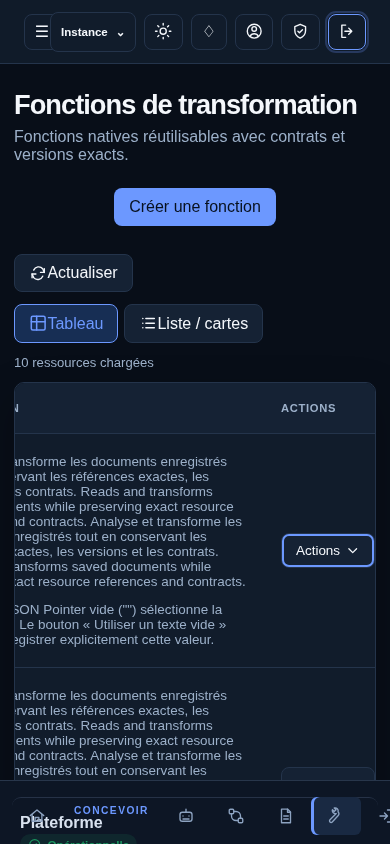 Instance
Fonctions de transformation
Fonctions natives réutilisables avec contrats et
versions exacts.
Créer une fonction
Actualiser
Tableau
Liste / cartes
10 ressources chargées
N
ACTIONS
ansforme les documents enregistrés
ervant les références exactes, les
s contrats. Reads and transforms
ents while preserving exact resource
nd contracts. Analyse et transforme les
nregistrés tout en conservant les
exactes, les versions et les contrats.
ansforms saved documents while
xact resource references and contracts.
Actions
SON Pointer vide ("") sélectionne la
. Le bouton « Utiliser un texte vide »
egistrer explicitement cette valeur.
ansforme les documents enregistrés
ervant les références exactes, les
s contrats. Reads and transforms
ents while preserving exact resource
nd contracts. Analyse et transforme les
nregistrés tout en conservant les
CONCEVOIR
Plateforme
Opérationnelle